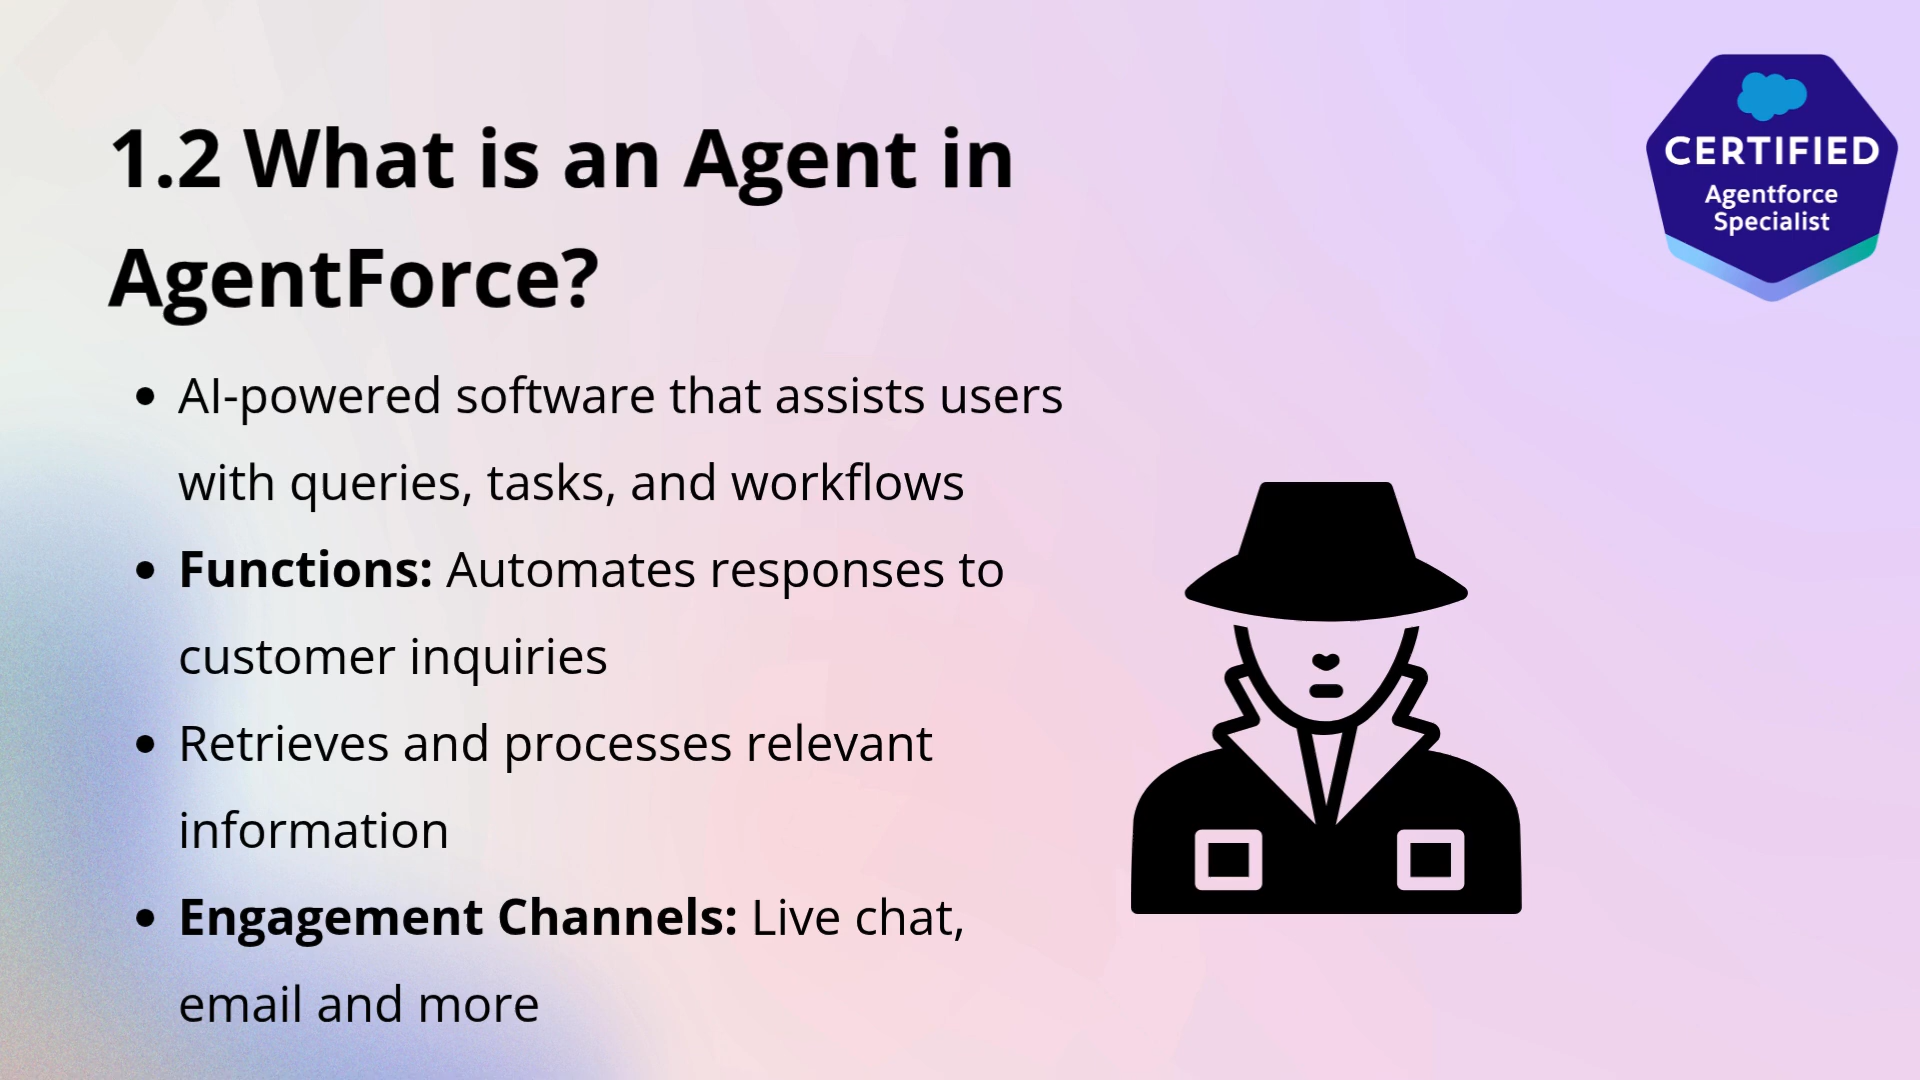 1.2 What is an Agent in
AgentForce?
• AI-powered software that assists users
with queries, tasks, and workflows
• Functions: Automates responses to
customer inquiries
• Retrieves and processes relevant
information
• Engagement Channels: Live chat,
email and more
CERTIFIED
Agentforce
Specialist